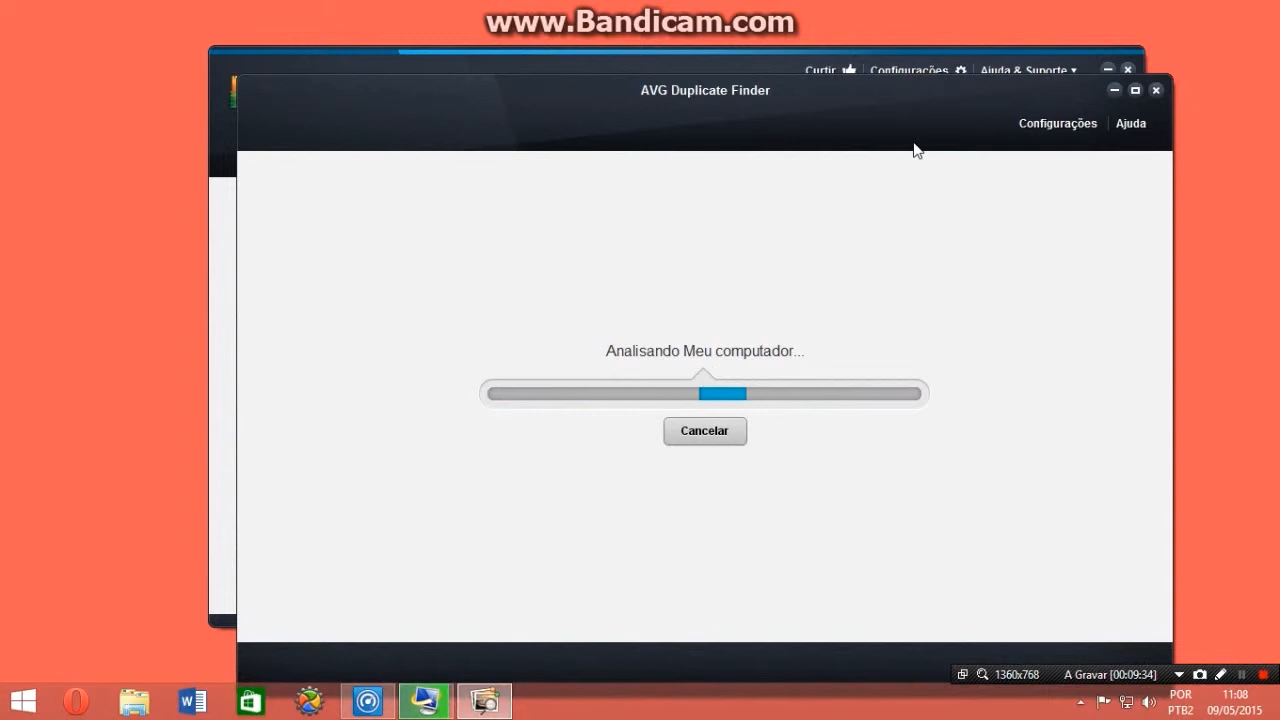 www.Bandicam.com
Curtir Configurações Ajuda & Suporte
AVG Duplicate Finder
Configurações Ajuda
Analisando Meu computador...
Cancelar
1360x768 A Gravar [00:09:34]
POR 11:08
PTB2 09/05/2015